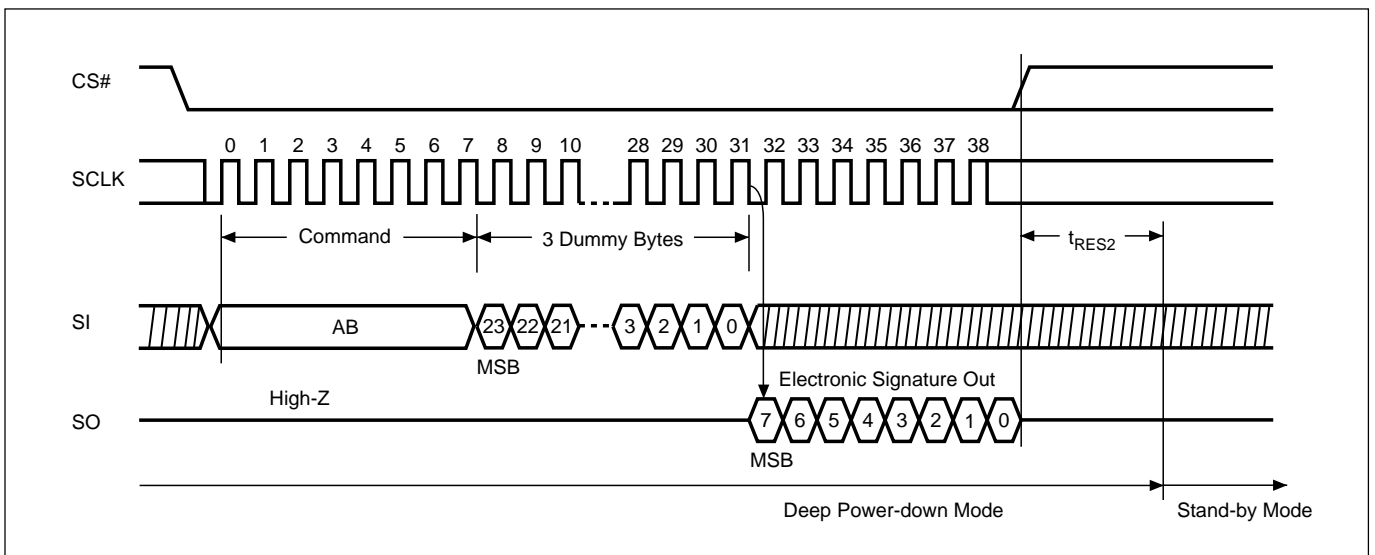 CS#
0 1 2 3 4 5 6 7 8 9 10 28 29 30 31 32 33 34 35 36 37 38
SCLK
Command
3 Dummy Bytes
tRES2
SI
AB
23 22 21 3 2 1 0
MSB
High-Z
Electronic Signature Out
SO
7 6 5 4 3 2 1 0
MSB
Deep Power-down Mode
Stand-by Mode